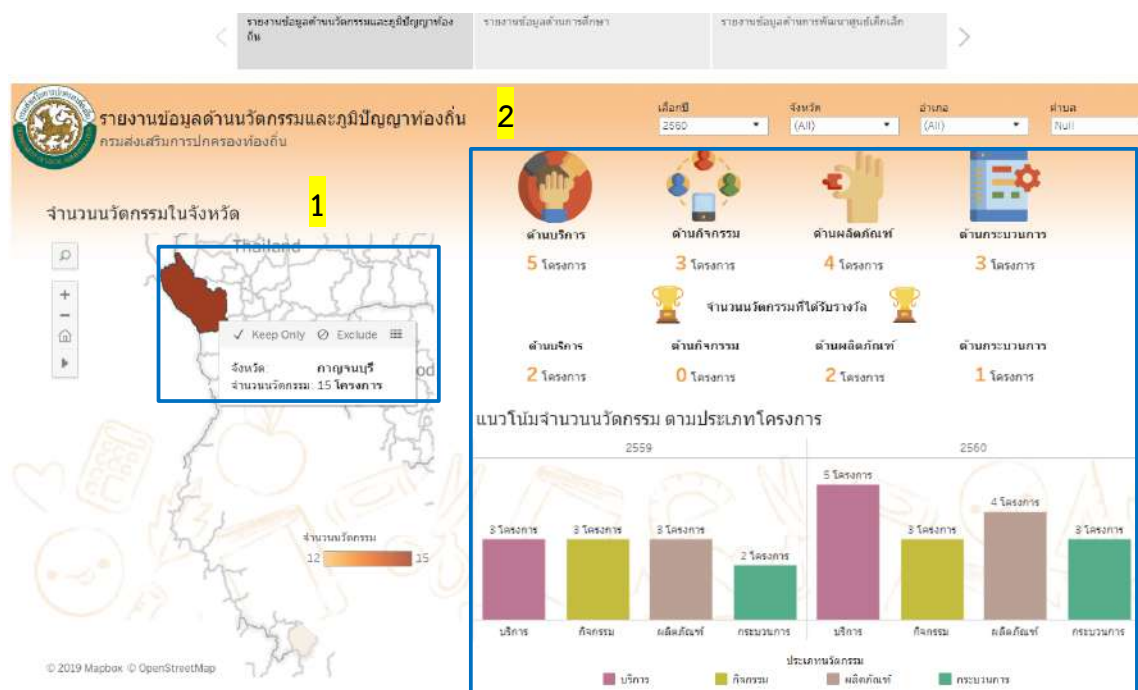 รายงานข้อมูลด้านนวัตกรรมและภูมิปัญญาท้อง
ถิ่น
รายงานข้อมูลด้านการศึกษา
รายงานข้อมูลด้านการพัฒนาศูนย์เด็กเล็ก
รายงานข้อมูลด้านนวัตกรรมและภูมิปัญญาท้องถิ่น
กรมส่งเสริมการปกครองท้องถิ่น
2
เลือกปี
จังหวัด
อำเภอ
ตำบล
2560
(All)
(All)
Null
จำนวนนวัตกรรมในจังหวัด
1
Thailand
Keep Only
Exclude
จังหวัด: กาญจนบุรี
จำนวนนวัตกรรม: 15 โครงการ
od
จำนวนนวัตกรรม
12
15
© 2019 Mapbox © OpenStreetMap
ด้านบริการ
ด้านกิจกรรม
ด้านผลิตภัณฑ์
ด้านกระบวนการ
5 โครงการ
3 โครงการ
4 โครงการ
3 โครงการ
จำนวนนวัตกรรมที่ได้รับรางวัล
ด้านบริการ
ด้านกิจกรรม
ด้านผลิตภัณฑ์
ด้านกระบวนการ
2 โครงการ
0 โครงการ
2 โครงการ
1 โครงการ
แนวโน้มจำนวนนวัตกรรม ตามประเภทโครงการ
2559
2560
3 โครงการ
3 โครงการ
3 โครงการ
2 โครงการ
5 โครงการ
3 โครงการ
4 โครงการ
3 โครงการ
บริการ
กิจกรรม
ผลิตภัณฑ์
กระบวนการ
บริการ
กิจกรรม
ผลิตภัณฑ์
กระบวนการ
ประเภทนวัตกรรม
บริการ
กิจกรรม
ผลิตภัณฑ์
กระบวนการ